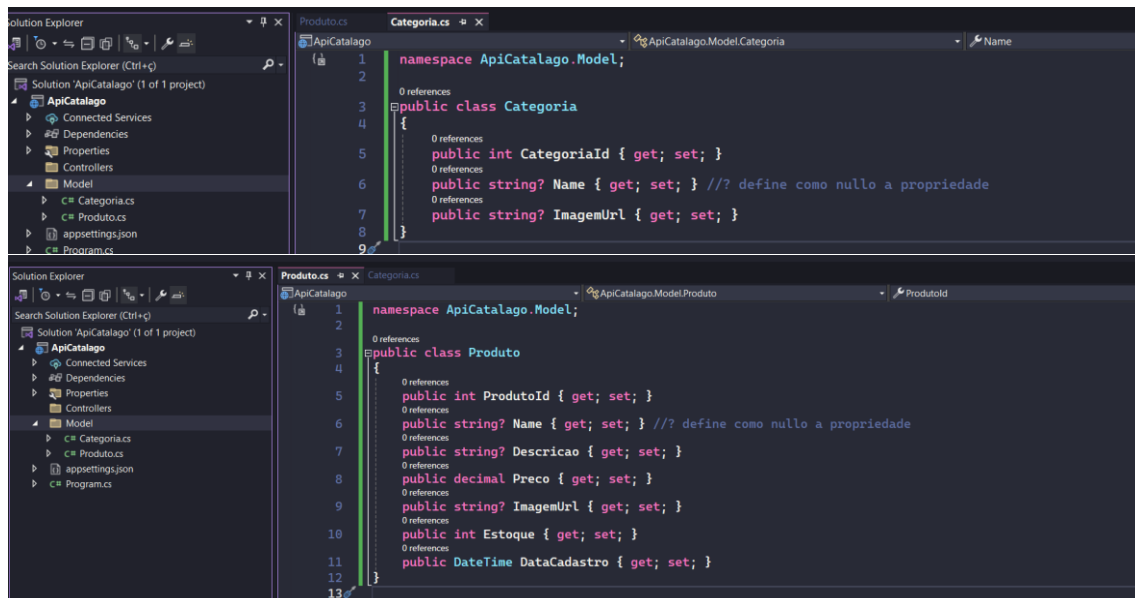 Solution Explorer
Produto.cs Categoria.cs
ApiCatalago ApiCatalago.Model.Categoria Name
Search Solution Explorer (Ctrl+ç)
Solution 'ApiCatalago' (1 of 1 project)
ApiCatalago
Connected Services
Dependencies
Properties
Controllers
Model
C# Categoria.cs
C# Produto.cs
appsettings.json
C# Program.cs
1 namespace ApiCatalago.Model;
2
0 references
3 public class Categoria
4 {
0 references
5 public int CategoriaId { get; set; }
0 references
6 public string? Name { get; set; } //? define como nullo a propriedade
0 references
7 public string? ImagemUrl { get; set; }
8 }
9
Solution Explorer
Produto.cs Categoria.cs
ApiCatalago ApiCatalago.Model.Produto ProdutoId
Search Solution Explorer (Ctrl+ç)
Solution 'ApiCatalago' (1 of 1 project)
ApiCatalago
Connected Services
Dependencies
Properties
Controllers
Model
C# Categoria.cs
C# Produto.cs
appsettings.json
C# Program.cs
1 namespace ApiCatalago.Model;
2
0 references
3 public class Produto
4 {
0 references
5 public int ProdutoId { get; set; }
0 references
6 public string? Name { get; set; } //? define como nullo a propriedade
0 references
7 public string? Descricao { get; set; }
0 references
8 public decimal Preco { get; set; }
0 references
9 public string? ImagemUrl { get; set; }
0 references
10 public int Estoque { get; set; }
0 references
11 public DateTime DataCadastro { get; set; }
12 }
13